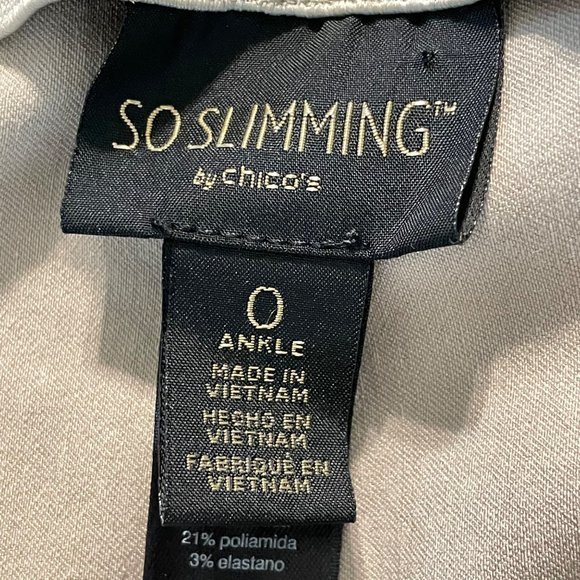 SO SLIMMING™
by chico's
0
ANKLE
MADE IN
VIETNAM
HECHO EN
VIETNAM
FABRIQUÉ EN
VIETNAM
21% poliamida
3% elastano